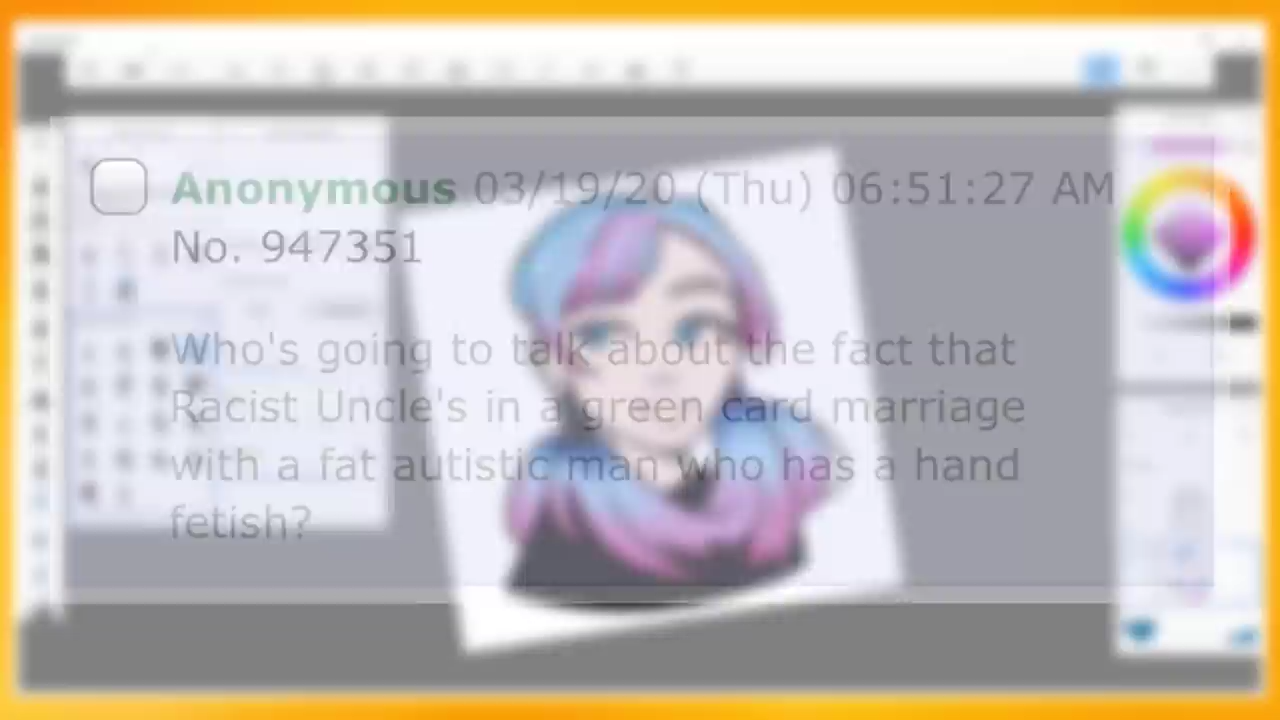 Anonymous 03/19/20 (Thu) 06:51:27 AM
No. 947351
Who's going to talk about the fact that
Racist Uncle's in a green card marriage
with a fat autistic man who has a hand
fetish?